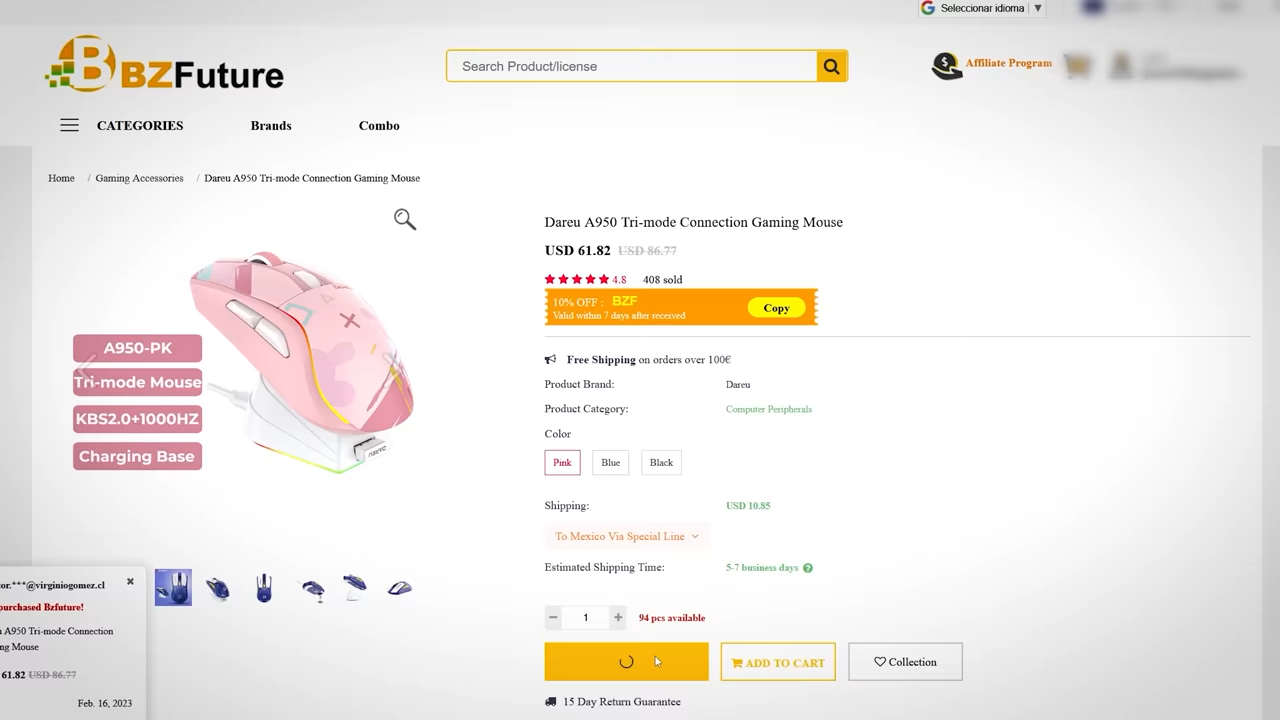 Seleccionar idioma ▼
BZFuture
Search Product/license
Affiliate Program
CATEGORIES
Brands
Combo
Home / Gaming Accessories / Dareu A950 Tri-mode Connection Gaming Mouse
A950-PK
Tri-mode Mouse
KBS2.0+1000HZ
Charging Base
Dareu A950 Tri-mode Connection Gaming Mouse
USD 61.82 USD 86.77
4.8 408 sold
10% OFF : BZF
Valid within 7 days after received
Copy
Free Shipping on orders over 100€
Product Brand: Dareu
Product Category: Computer Peripherals
Color
Pink Blue Black
Shipping: USD 10.85
To Mexico Via Special Line
Estimated Shipping Time: 5-7 business days ?
− 1 + 94 pcs available
ADD TO CART
Collection
15 Day Return Guarantee
or.***@virginiogomez.cl ×
purchased Bzfuture!
A950 Tri-mode Connection
Mouse
61.82 USD 86.77
Feb. 16, 2023